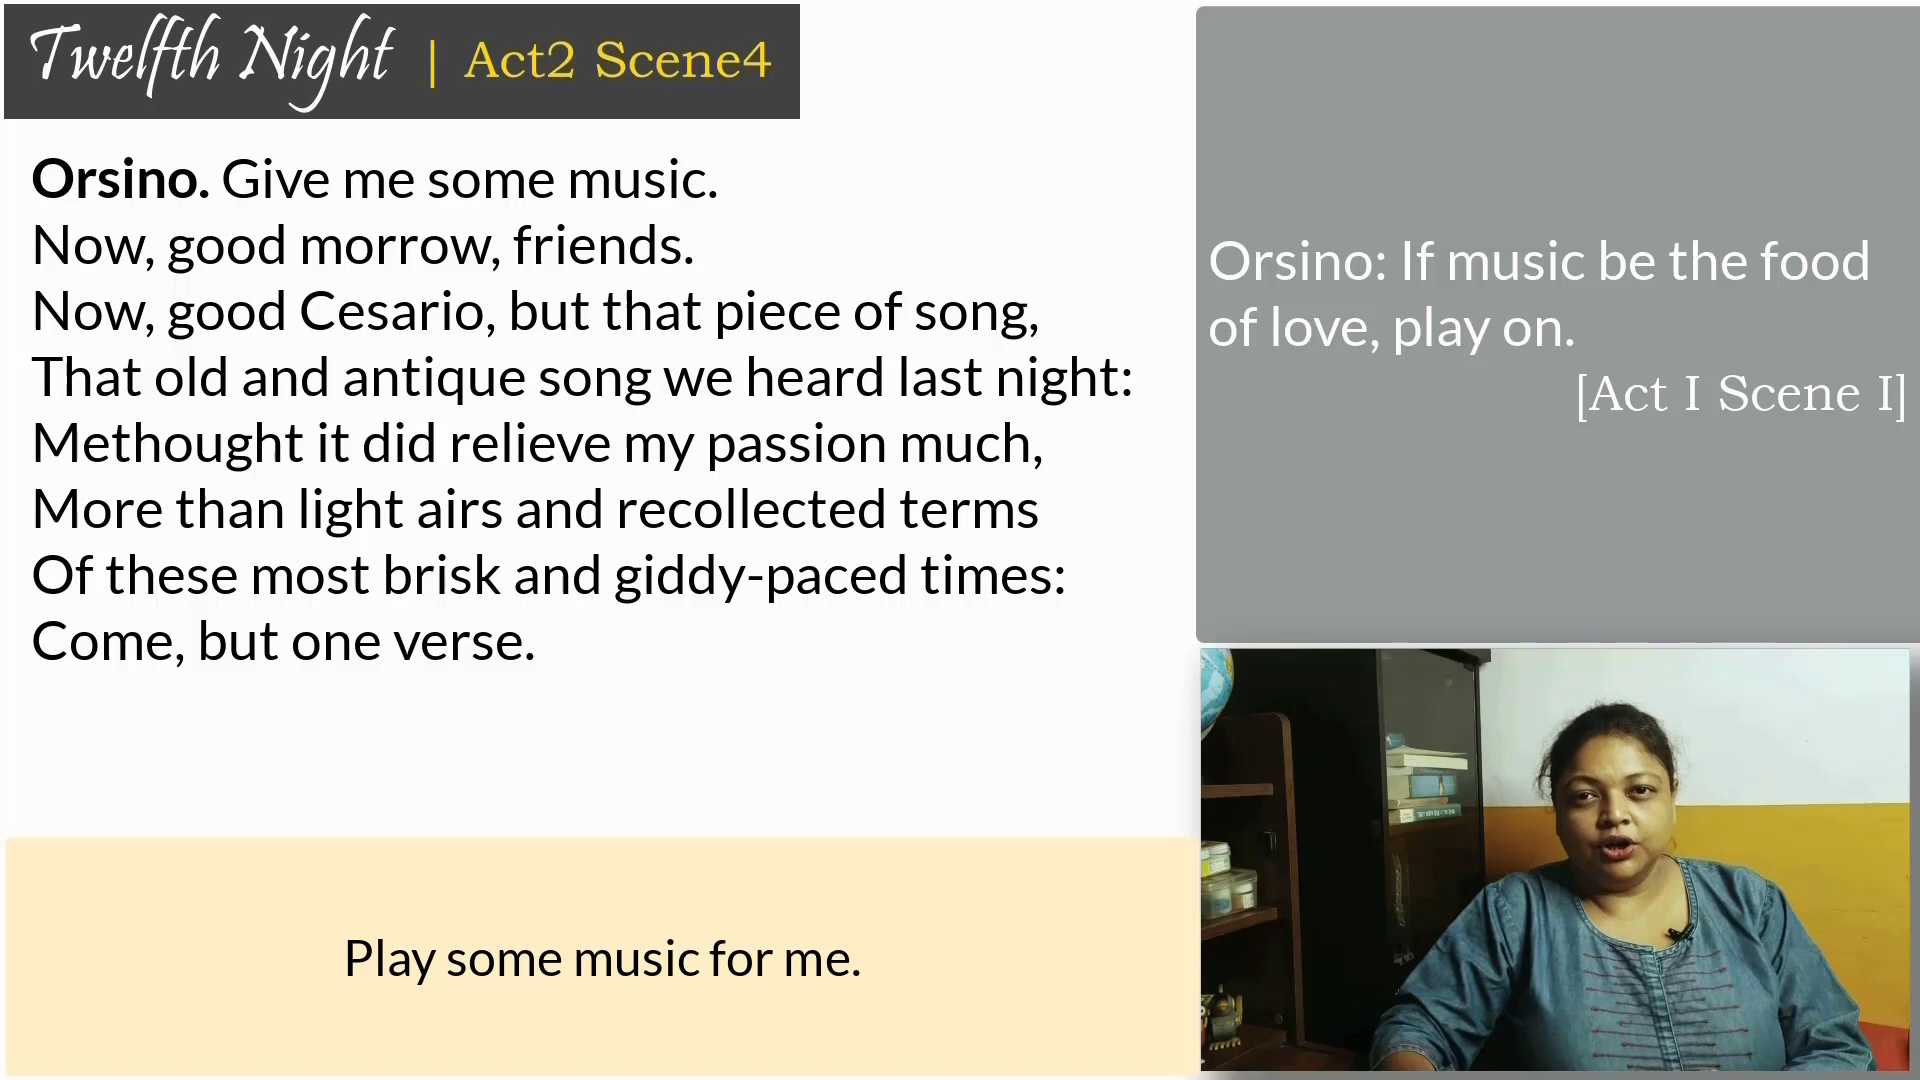 Twelfth Night | Act2 Scene4
Orsino. Give me some music.
Now, good morrow, friends.
Now, good Cesario, but that piece of song,
That old and antique song we heard last night:
Methought it did relieve my passion much,
More than light airs and recollected terms
Of these most brisk and giddy-paced times:
Come, but one verse.
Orsino: If music be the food
of love, play on.
[Act I Scene I]
Play some music for me.